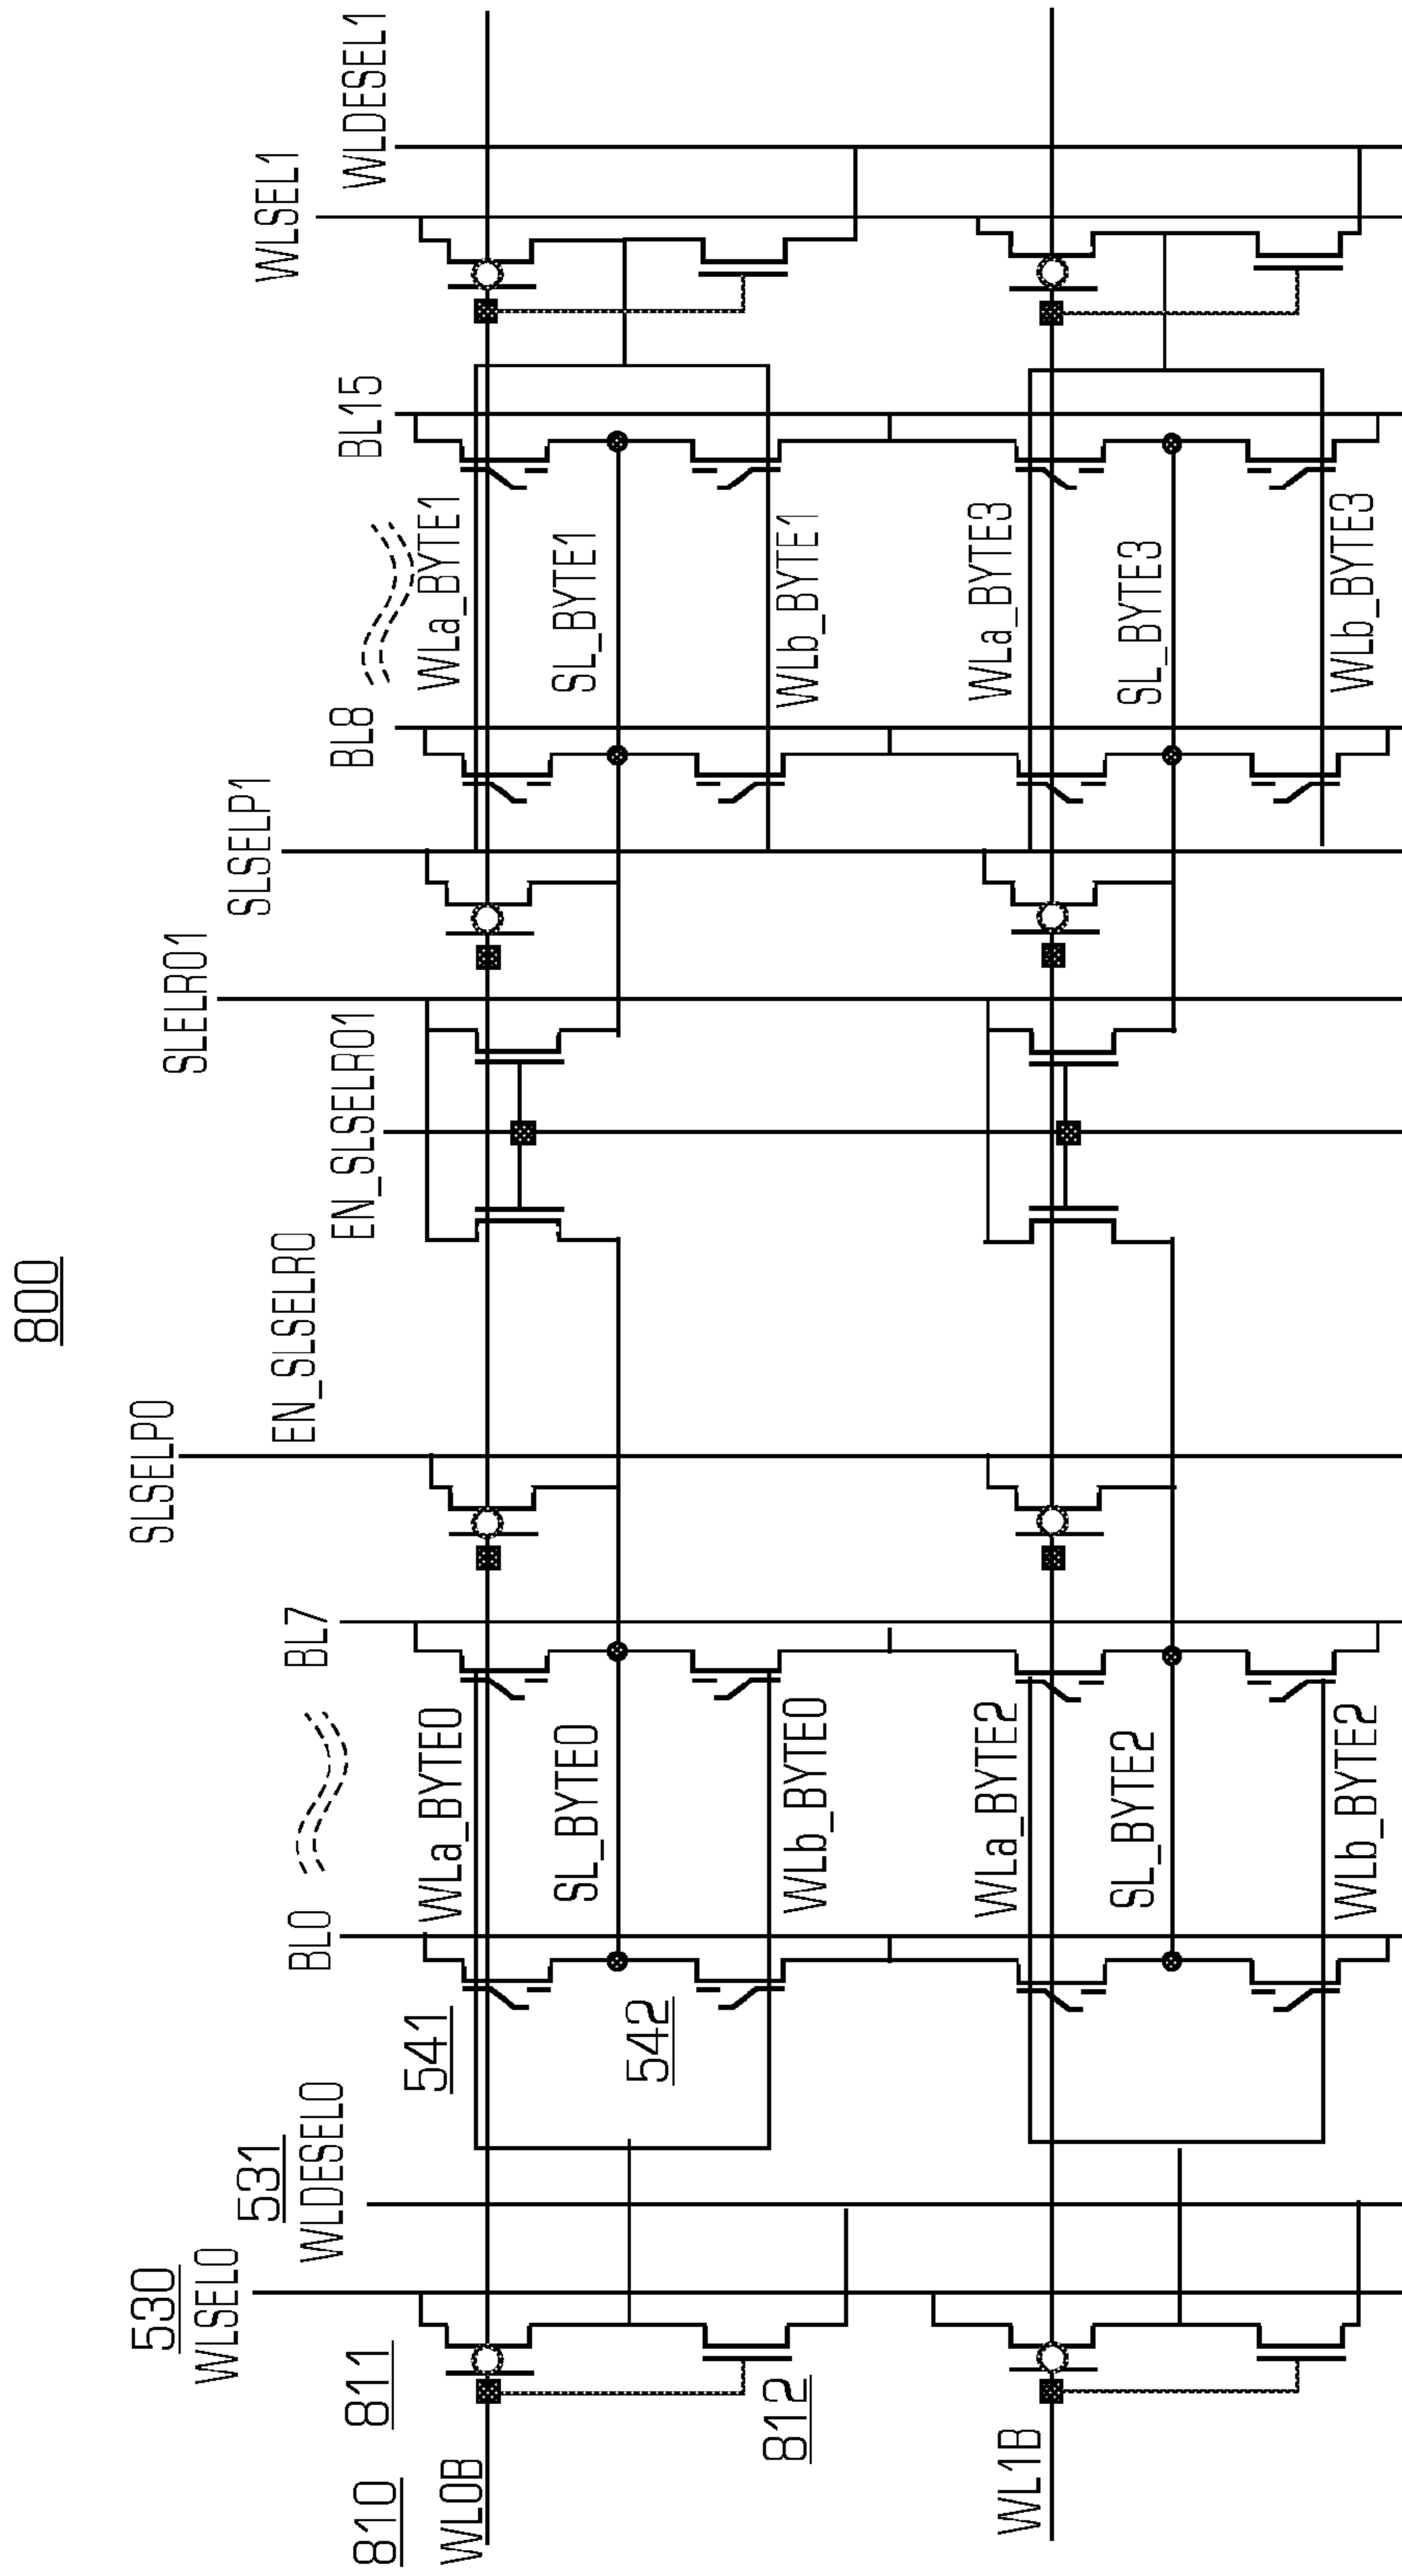 800
530
WLSEL0
531
WLDESEL0
BL0
BL7
SLSELP0
EN_SLSELR0
EN_SLSELR01
SLELR01
SLSELP1
BL8
BL15
WLSEL1
WLDESEL1
810
811
WL0B
541
WLa_BYTE0
WLa_BYTE1
542
SL_BYTE0
SL_BYTE1
812
WLb_BYTE0
WLb_BYTE1
WL1B
WLa_BYTE2
WLa_BYTE3
SL_BYTE2
SL_BYTE3
WLb_BYTE2
WLb_BYTE3